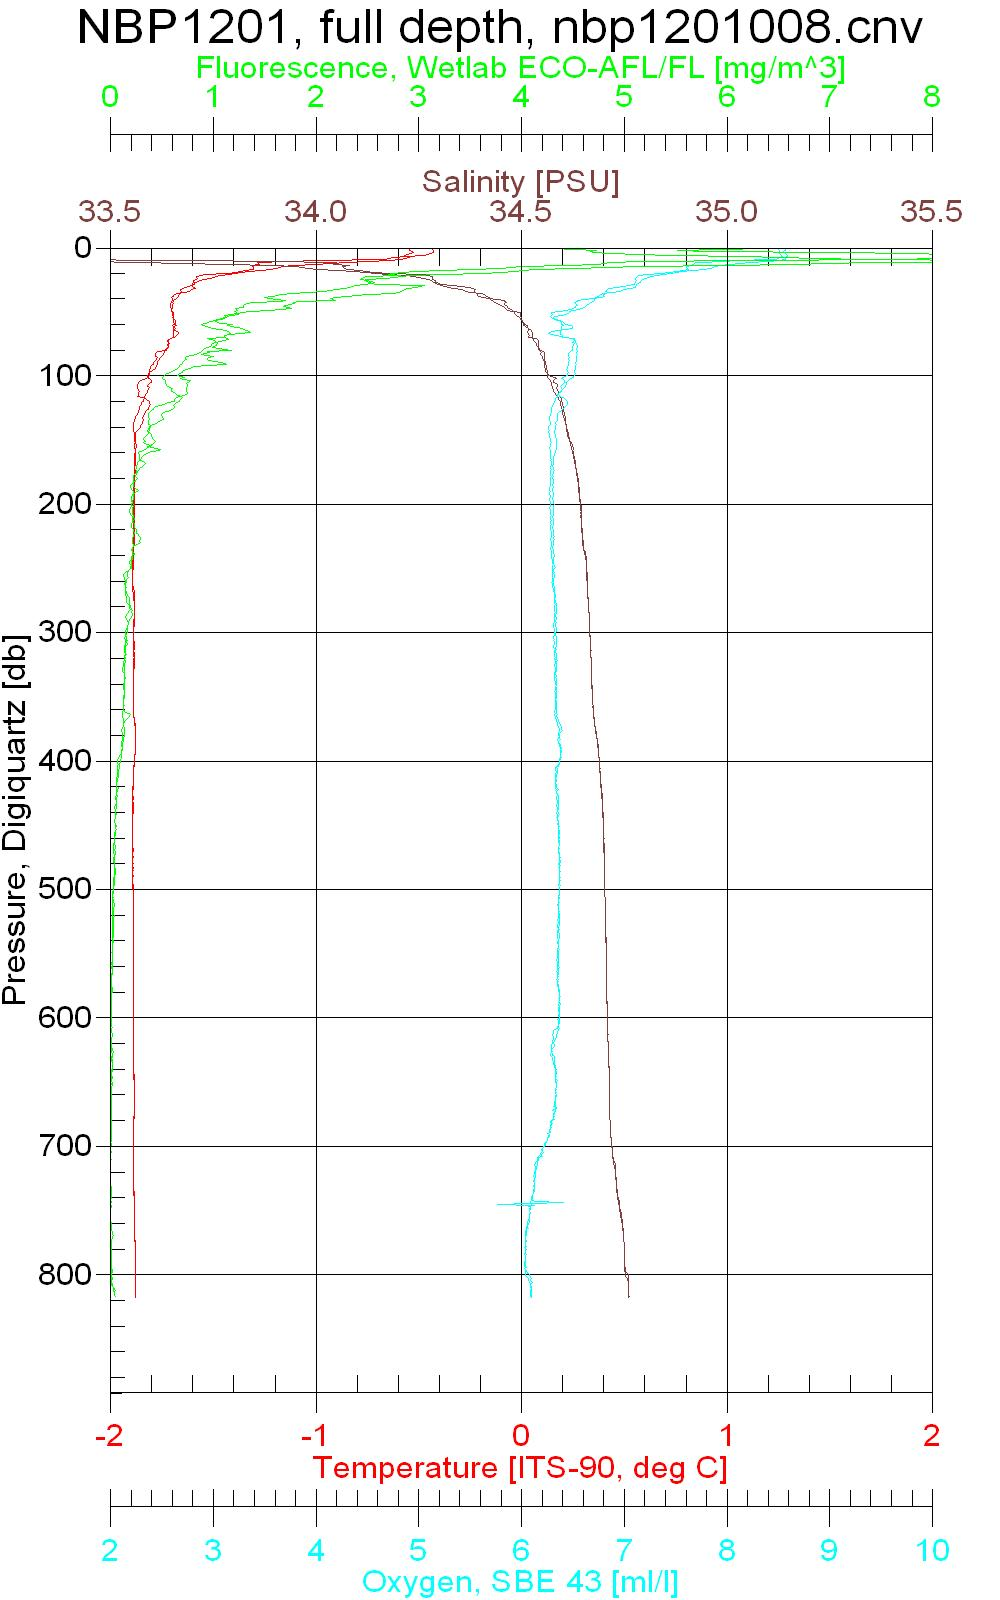 NBP1201, full depth, nbp1201008.cnv
Fluorescence, Wetlab ECO-AFL/FL [mg/m^3]
0 1 2 3 4 5 6 7 8
Salinity [PSU]
33.5 34.0 34.5 35.0 35.5
0
100
200
300
400
500
600
700
800
Pressure, Digiquartz [db]
-2 -1 0 1 2
Temperature [ITS-90, deg C]
2 3 4 5 6 7 8 9 10
Oxygen, SBE 43 [ml/l]